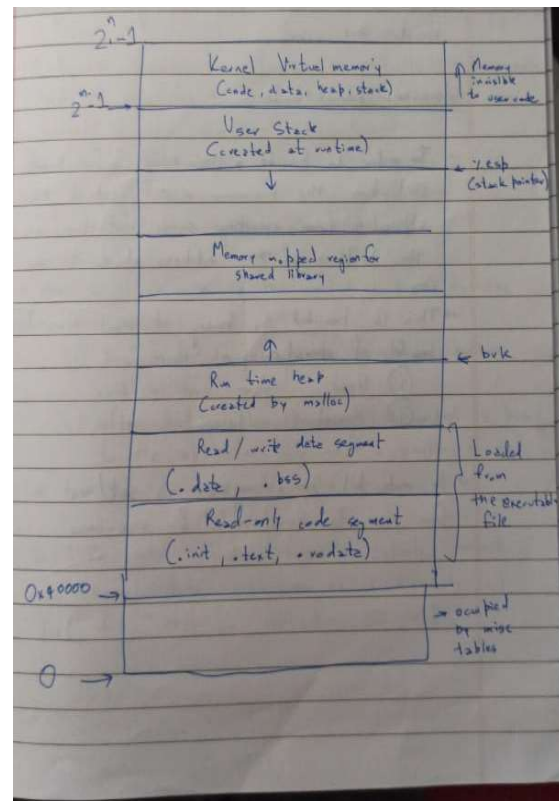 2ⁿ-1
Kernel Virtual memory
(code, data, heap, stack)
Memory
invisible
to user code
2ⁿ-1
User Stack
(created at runtime)
%esp
(stack pointer)
Memory mapped region for
shared library
brk
Run time heap
(created by malloc)
Read / write data segment
(.data, .bss)
Read-only code segment
(.init, .text, .rodata)
Loaded
from
the executable
file
0x40000
ocupied
by misc
tables
0